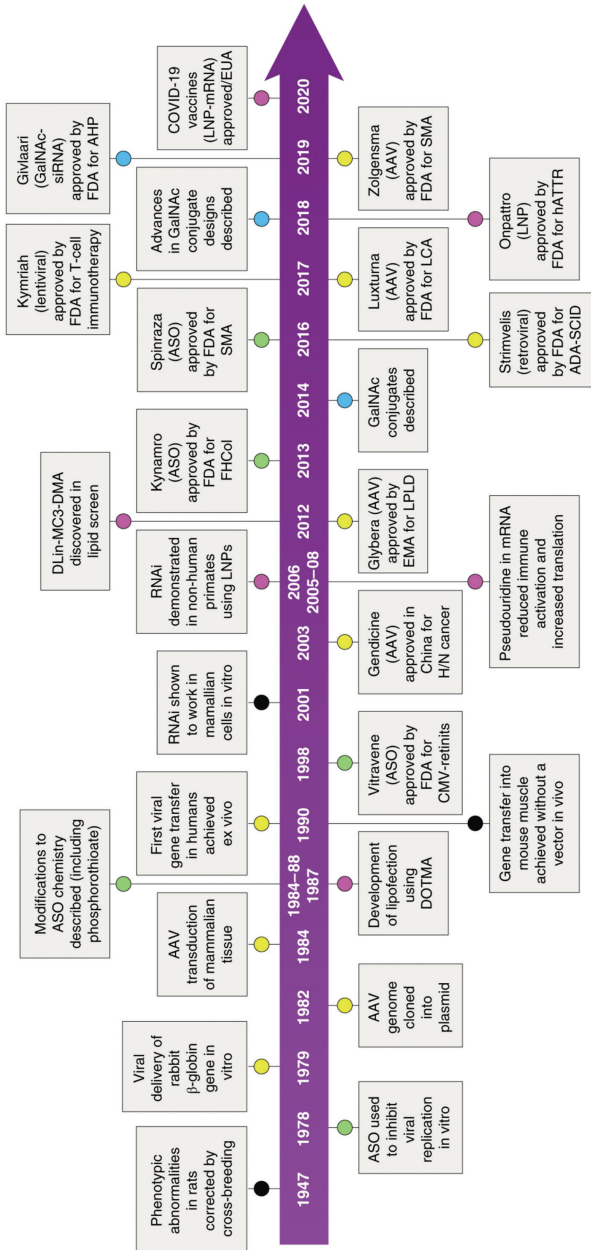 Phenotypic
abnormalities
in rats
corrected by
cross-breeding
Viral
delivery of
rabbit
β-globin
gene in vitro
AAV
transduction
of mammalian
tissue
Modifications to
ASO chemistry
described (including
phosphorothioate)
First viral
gene transfer
in humans
achieved
ex vivo
RNAi shown
to work in
mamallian
cells in vitro
RNAi
demonstrated
in non-human
primates
using LNPs
DLin-MC3-DMA
discovered in
lipid screen
Kynamro
(ASO)
approved by
FDA for
FHCol
Spinraza
(ASO)
approved
by FDA for
SMA
Kymriah
(lentiviral)
approved by
FDA for T-cell
immunotherapy
Advances
in GalNAc
conjugate
designs
described
Givlaari
(GalNAc-
siRNA)
approved by
FDA for AHP
COVID-19
vaccines
(LNP-mRNA)
approved/EUA
1947
1978
1979
1982
1984
1984–88
1987
1990
1998
2001
2003
2006
2005–08
2012
2013
2014
2016
2017
2018
2019
2020
ASO used
to inhibit
viral
replication
in vitro
AAV
genome
cloned
into
plasmid
Development
of lipofection
using
DOTMA
Gene transfer into
mouse muscle
achieved without a
vector in vivo
Vitravene
(ASO)
approved by
FDA for
CMV-retinits
Gendicine
(AAV)
approved in
China for
H/N cancer
Pseudouridine in mRNA
reduced immune
activation and
increased translation
Glybera (AAV)
approved by
EMA for LPLD
GalNAc
conjugates
described
Strimvelis
(retroviral)
approved
by FDA for
ADA-SCID
Luxturna
(AAV)
approved by
FDA for LCA
Onpattro
(LNP)
approved by
FDA for hATTR
Zolgensma
(AAV)
approved by
FDA for SMA